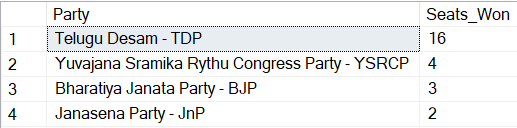 Party Seats_Won
1 Telugu Desam - TDP 16
2 Yuvajana Sramika Rythu Congress Party - YSRCP 4
3 Bharatiya Janata Party - BJP 3
4 Janasena Party - JnP 2